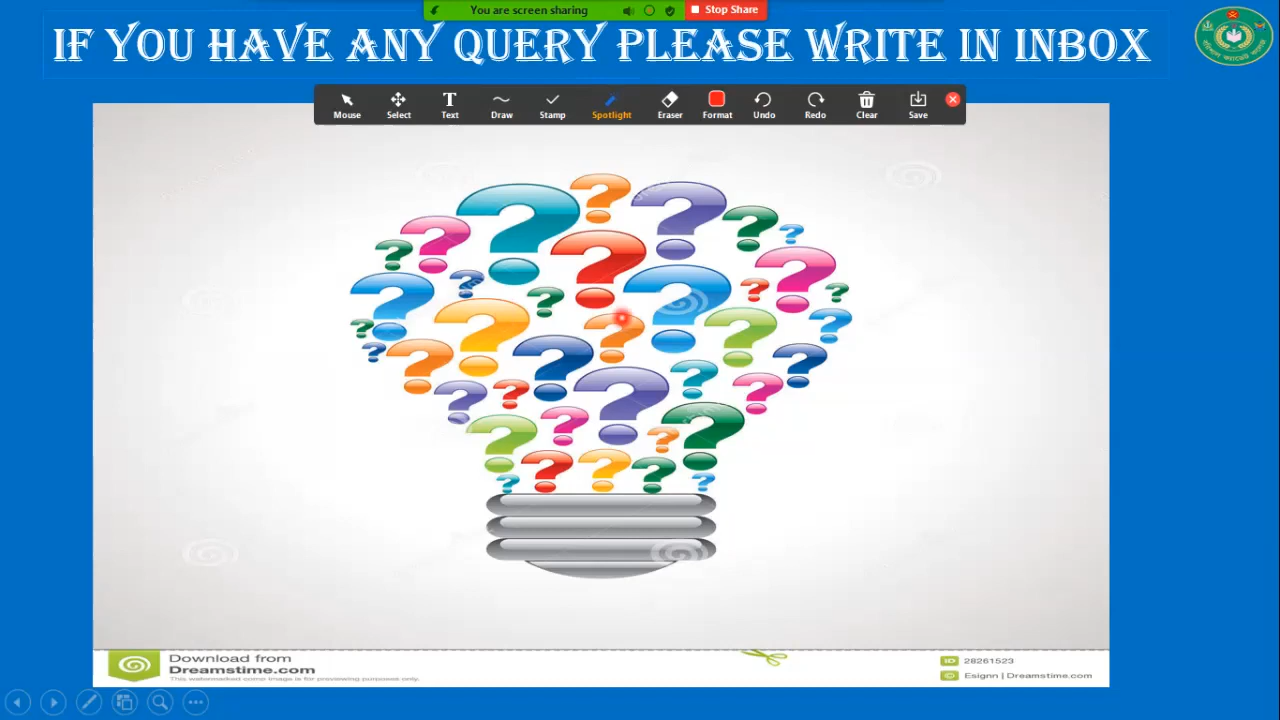 You are screen sharing
Stop Share
IF YOU HAVE ANY QUERY PLEASE WRITE IN INBOX
Mouse
Select
Text
Draw
Stamp
Spotlight
Eraser
Format
Undo
Redo
Clear
Save
Download from
Dreamstime.com
This watermarked comp image is for previewing purposes only.
ID 28261523
Esignn | Dreamstime.com